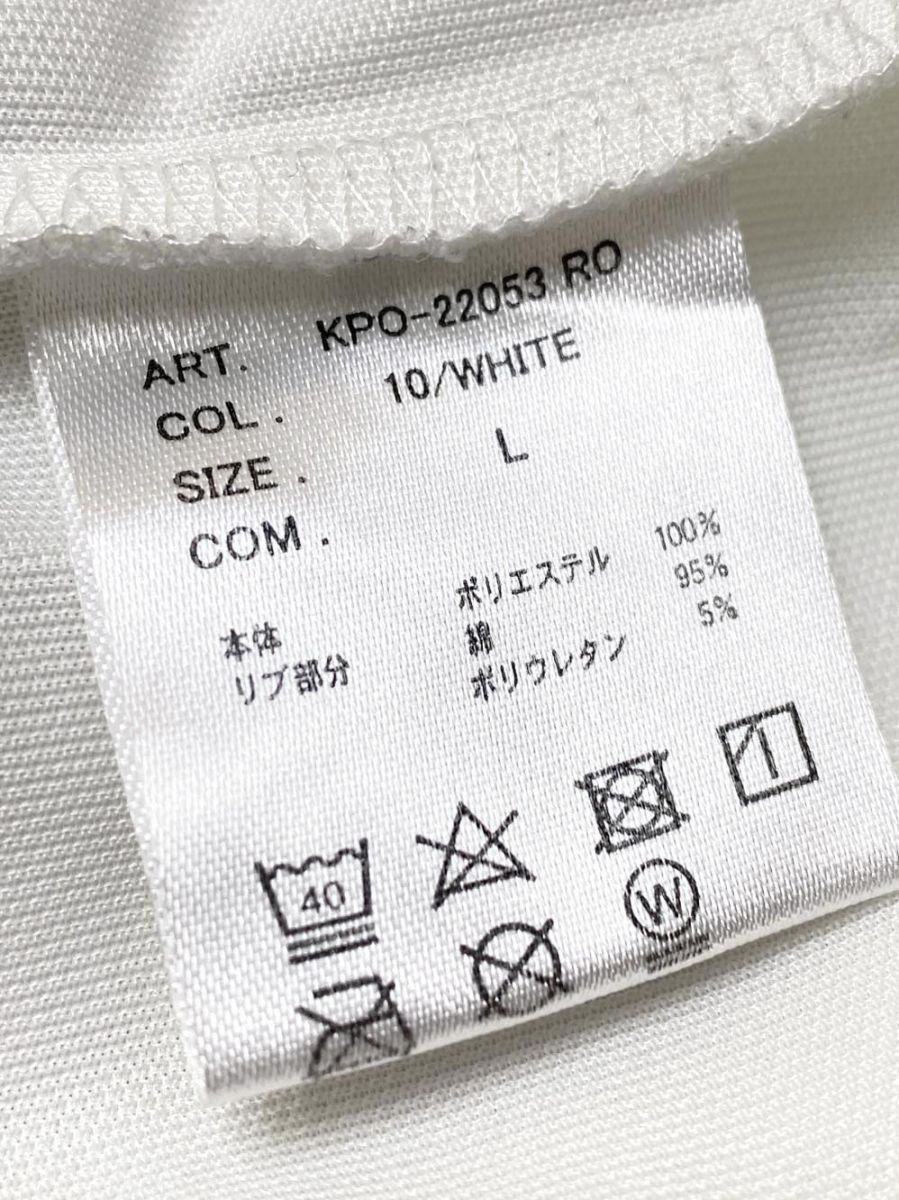 ART. KPO-22053 RO
COL. 10/WHITE
SIZE. L
COM.
本体 ポリエステル 100%
リブ部分 綿 95%
ポリウレタン 5%
40
W